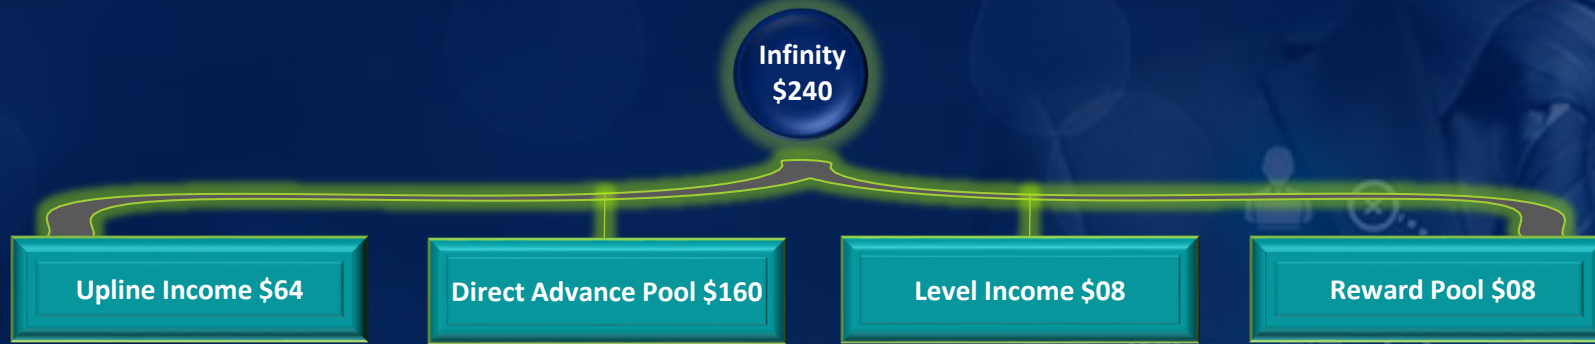 Infinity
$240
Upline Income $64
Direct Advance Pool $160
Level Income $08
Reward Pool $08